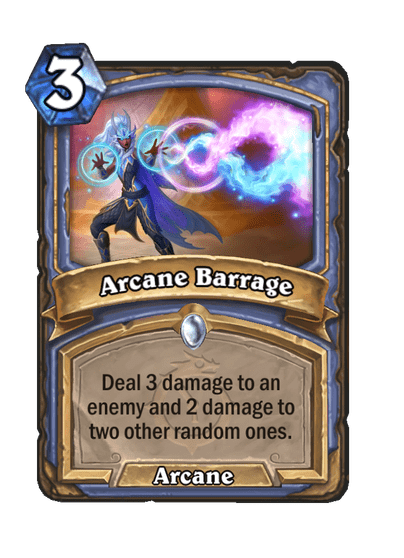 3
Arcane Barrage
Deal 3 damage to an
enemy and 2 damage to
two other random ones.
Arcane